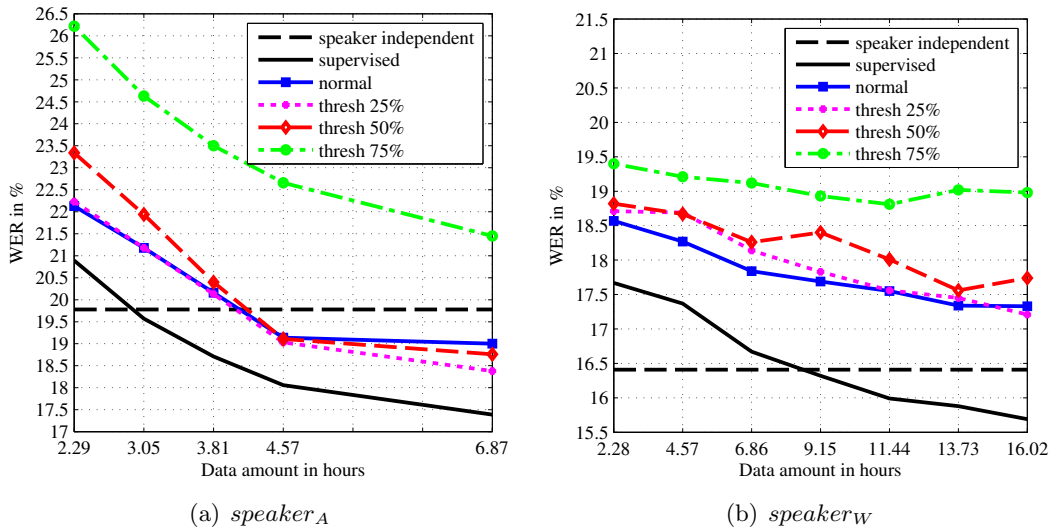 26.5
26
25.5
25
24.5
24
23.5
23
22.5
22
21.5
21
20.5
20
19.5
19
18.5
18
17.5
17
WER in %
2.29 3.05 3.81 4.57 6.87
Data amount in hours
speaker independent
supervised
normal
thresh 25%
thresh 50%
thresh 75%
(a) speakerA
21.5
21
20.5
20
19.5
19
18.5
18
17.5
17
16.5
16
15.5
WER in %
2.28 4.57 6.86 9.15 11.44 13.73 16.02
Data amount in hours
speaker independent
supervised
normal
thresh 25%
thresh 50%
thresh 75%
(b) speakerW